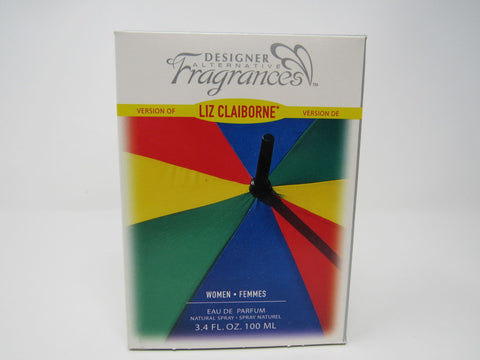 DESIGNER
ALTERNATIVE
Fragrances™
VERSION OF LIZ CLAIBORNE* VERSION DE
WOMEN • FEMMES
EAU DE PARFUM
NATURAL SPRAY • SPRAY NATUREL
3.4 FL. OZ. 100 ML